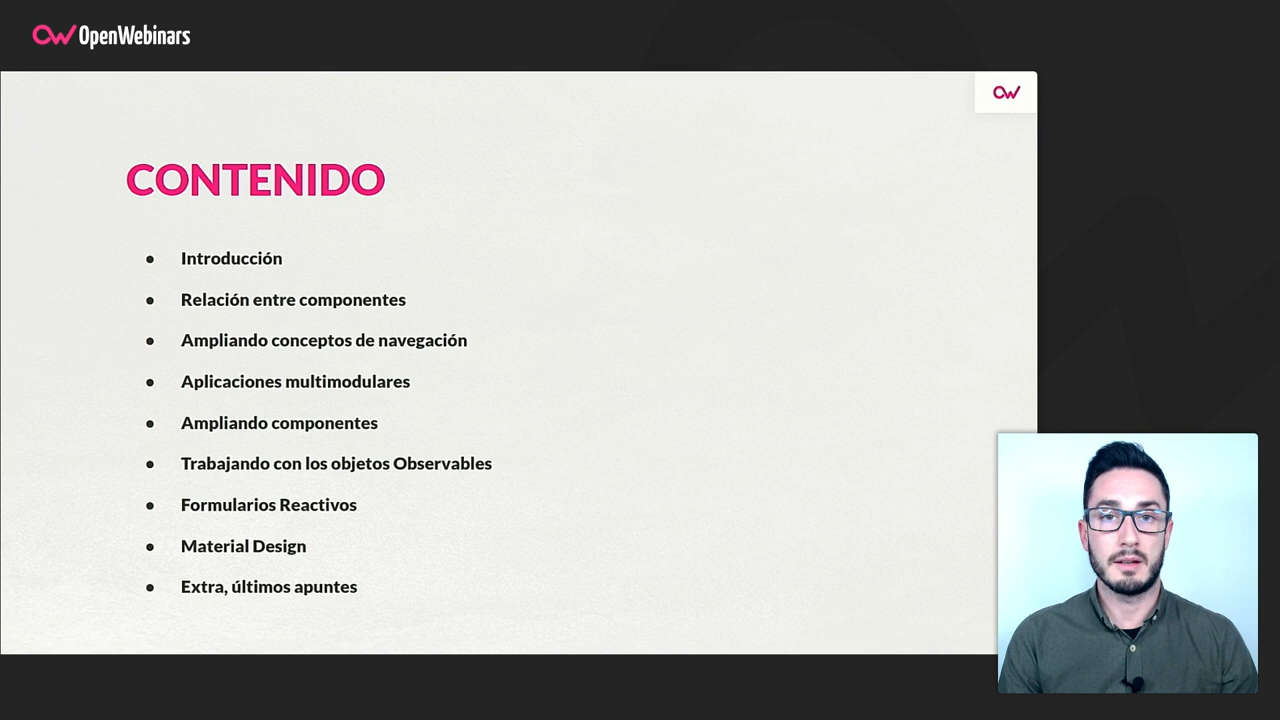 OpenWebinars
CONTENIDO
● Introducción
● Relación entre componentes
● Ampliando conceptos de navegación
● Aplicaciones multimodulares
● Ampliando componentes
● Trabajando con los objetos Observables
● Formularios Reactivos
● Material Design
● Extra, últimos apuntes